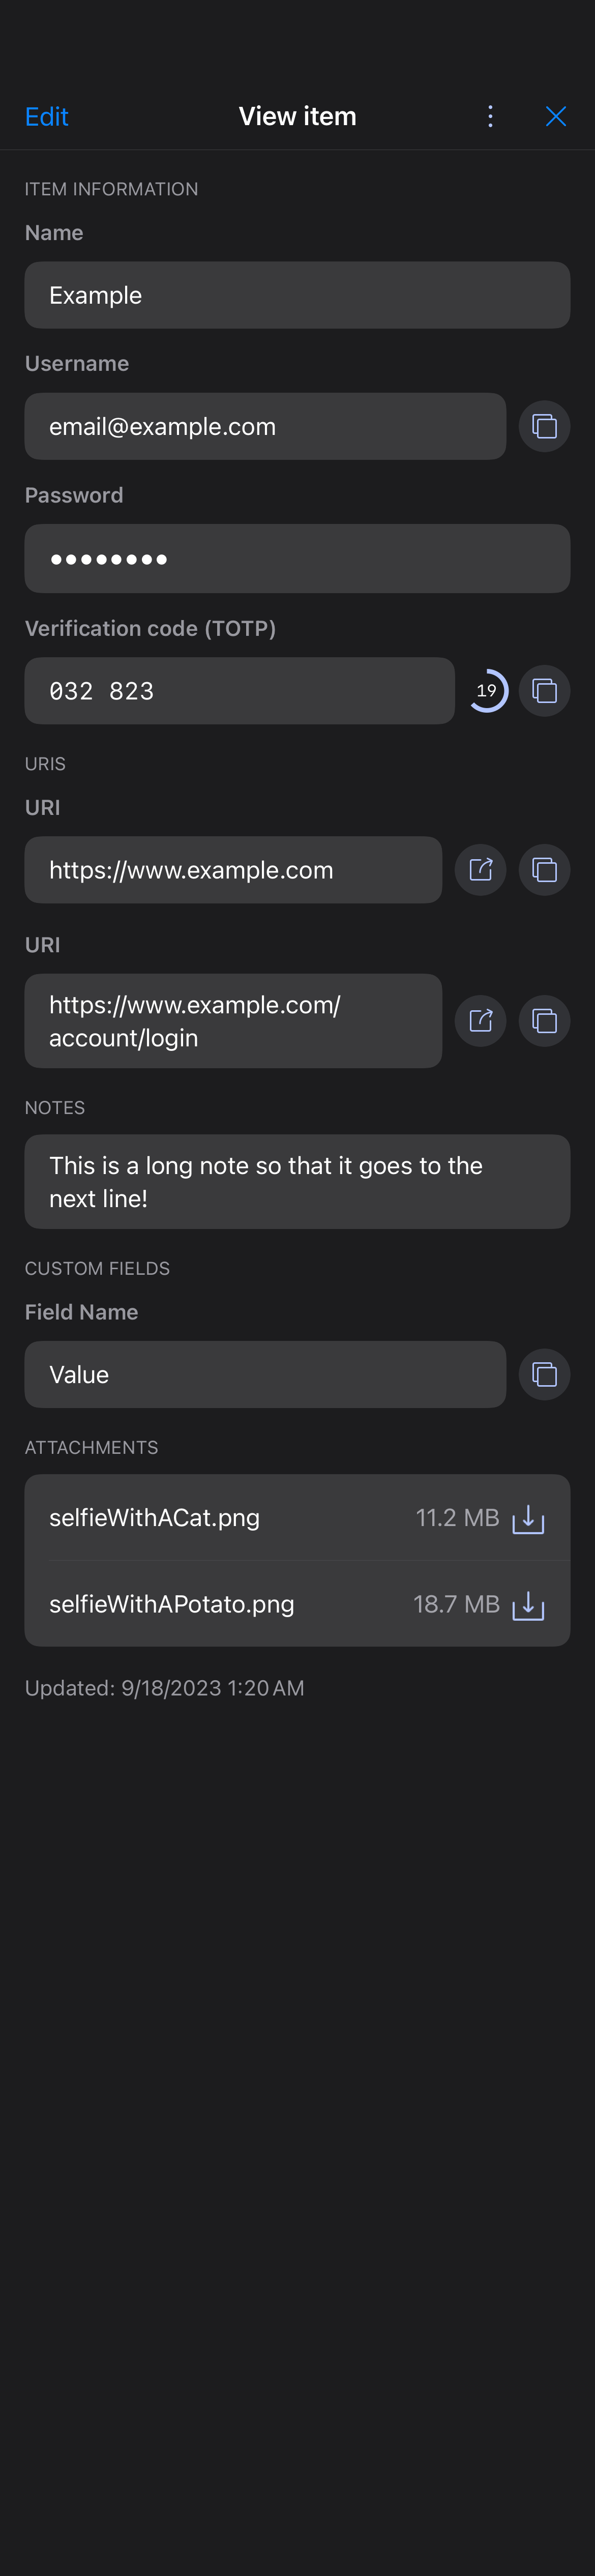 Edit View item
ITEM INFORMATION
Name
Example
Username
email@example.com
Password
••••••••
Verification code (TOTP)
032 823 19
URIS
URI
https://www.example.com
URI
https://www.example.com/
account/login
NOTES
This is a long note so that it goes to the
next line!
CUSTOM FIELDS
Field Name
Value
ATTACHMENTS
selfieWithACat.png 11.2 MB
selfieWithAPotato.png 18.7 MB
Updated: 9/18/2023 1:20 AM